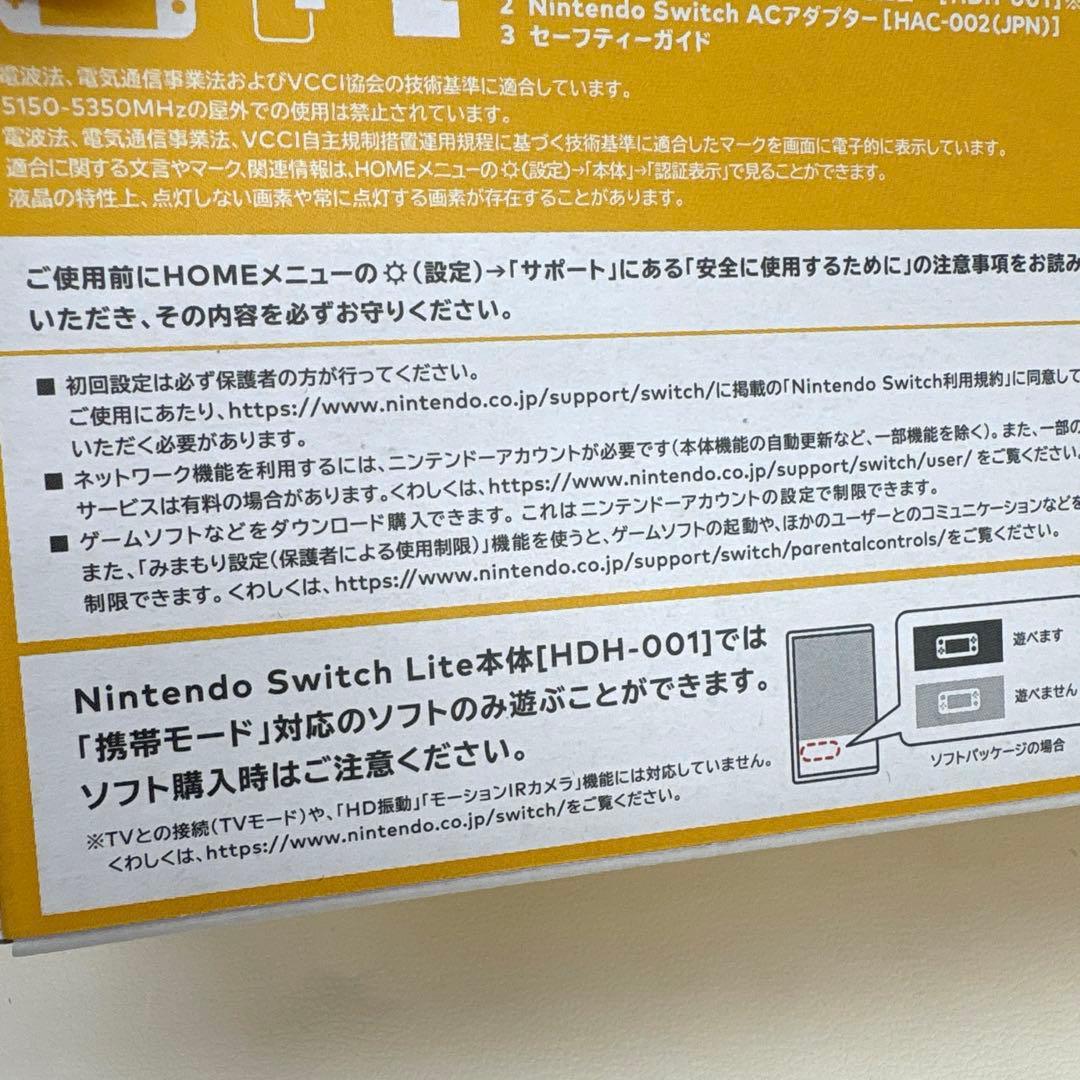 [HDH-001]※
2 Nintendo Switch ACアダプター[HAC-002(JPN)]
3 セーフティーガイド
電波法、電気通信事業法およびVCCI協会の技術基準に適合しています。
5150-5350MHzの屋外での使用は禁止されています。
電波法、電気通信事業法、VCCI自主規制措置運用規程に基づく技術基準に適合したマークを画面に電子的に表示しています。
適合に関する文言やマーク、関連情報は、HOMEメニューの(設定)→「本体」→「認証表示」で見ることができます。
液晶の特性上、点灯しない画素や常に点灯する画素が存在することがあります。
ご使用前にHOMEメニューの(設定)→「サポート」にある「安全に使用するために」の注意事項をお読み
いただき、その内容を必ずお守りください。
■ 初回設定は必ず保護者の方が行ってください。
ご使用にあたり、https://www.nintendo.co.jp/support/switch/に掲載の「Nintendo Switch利用規約」に同意して
いただく必要があります。
■ ネットワーク機能を利用するには、ニンテンドーアカウントが必要です(本体機能の自動更新など、一部機能を除く)。また、一部の
サービスは有料の場合があります。くわしくは、https://www.nintendo.co.jp/support/switch/user/ をご覧ください。
■ ゲームソフトなどをダウンロード購入できます。これはニンテンドーアカウントの設定で制限できます。
また、「みまもり設定(保護者による使用制限)」機能を使うと、ゲームソフトの起動や、ほかのユーザーとのコミュニケーションなどを
制限できます。くわしくは、https://www.nintendo.co.jp/support/switch/parentalcontrols/をご覧ください。
Nintendo Switch Lite本体[HDH-001]では
「携帯モード」対応のソフトのみ遊ぶことができます。
ソフト購入時はご注意ください。
※TVとの接続(TVモード)や、「HD振動」「モーションIRカメラ」機能には対応していません。
くわしくは、https://www.nintendo.co.jp/switch/をご覧ください。
遊べます
遊べません
ソフトパッケージの場合